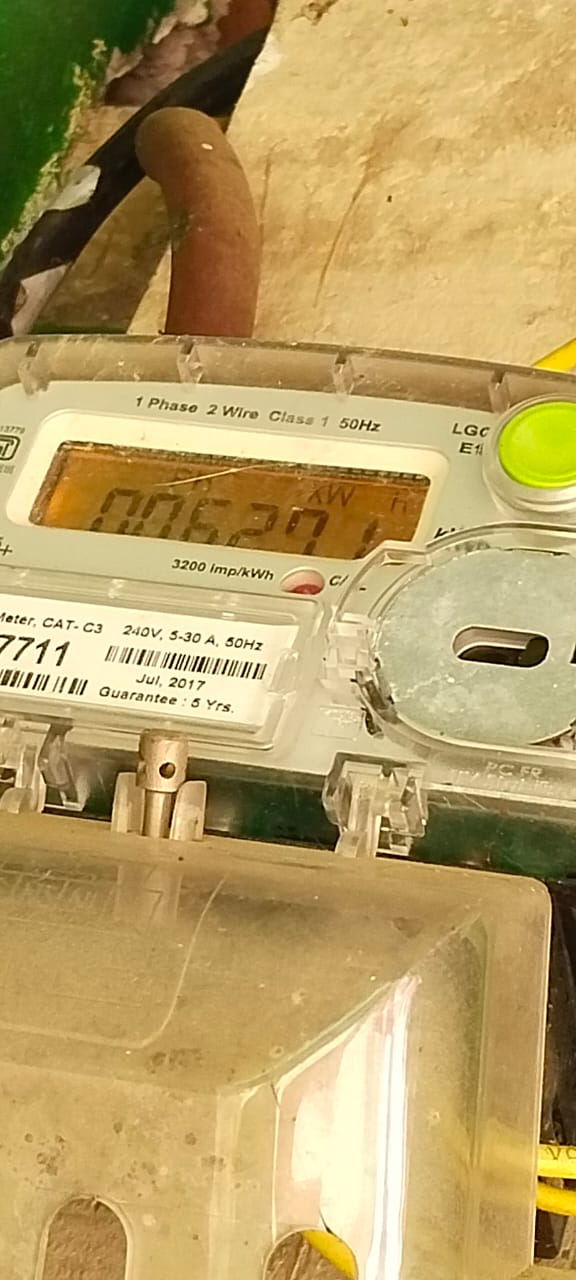 1 Phase 2 Wire Class 1 50Hz
LGC
kW h
006271
3200 Imp/kWh
Meter, CAT- C3 240V, 5-30 A, 50Hz
7711
Jul, 2017
Guarantee : 5 Yrs.